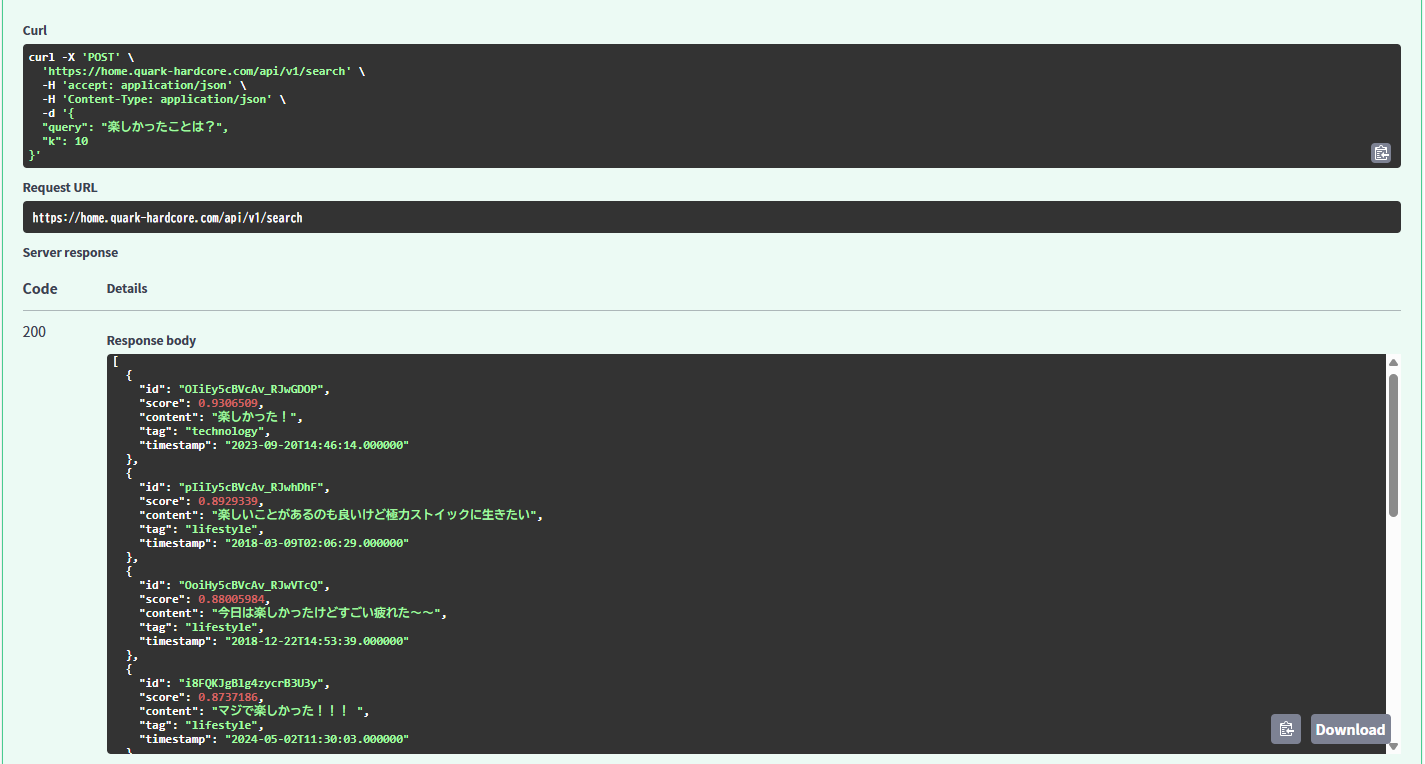 Curl
curl -X 'POST' \
'https://home.quark-hardcore.com/api/v1/search' \
-H 'accept: application/json' \
-H 'Content-Type: application/json' \
-d '{
"query": "楽しかったことは？",
"k": 10
}'
Request URL
https://home.quark-hardcore.com/api/v1/search
Server response
Code Details
200
Response body
[
{
"id": "OIiEy5cBVcAv_RJwGDOP",
"score": 0.9306509,
"content": "楽しかった！",
"tag": "technology",
"timestamp": "2023-09-20T14:46:14.000000"
},
{
"id": "pIiIy5cBVcAv_RJwhDhF",
"score": 0.8929339,
"content": "楽しいことがあるのも良いけど極力ストイックに生きたい",
"tag": "lifestyle",
"timestamp": "2018-03-09T02:06:29.000000"
},
{
"id": "OoiHy5cBVcAv_RJwVTcQ",
"score": 0.88005984,
"content": "今日は楽しかったけどすごい疲れた～～",
"tag": "lifestyle",
"timestamp": "2018-12-22T14:53:39.000000"
},
{
"id": "i8FQKJgBlg4zycrB3U3y",
"score": 0.8737186,
"content": "マジで楽しかった！！！ ",
"tag": "lifestyle",
"timestamp": "2024-05-02T11:30:03.000000"
}
Download